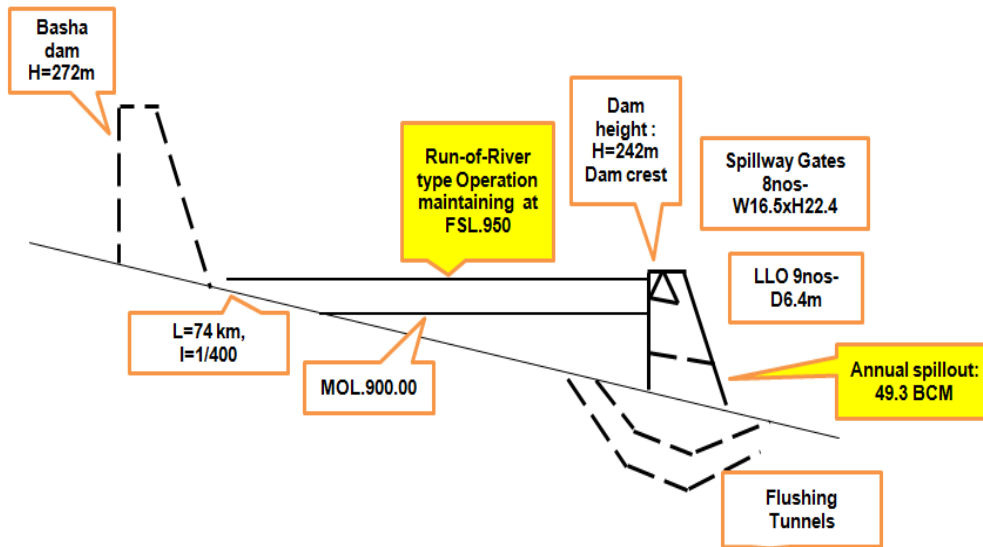 Basha
dam
H=272m
Run-of-River
type Operation
maintaining at
FSL.950
Dam
height :
H=242m
Dam crest
Spillway Gates
8nos-
W16.5xH22.4
LLO 9nos-
D6.4m
L=74 km,
I=1/400
MOL.900.00
Annual spillout:
49.3 BCM
Flushing
Tunnels